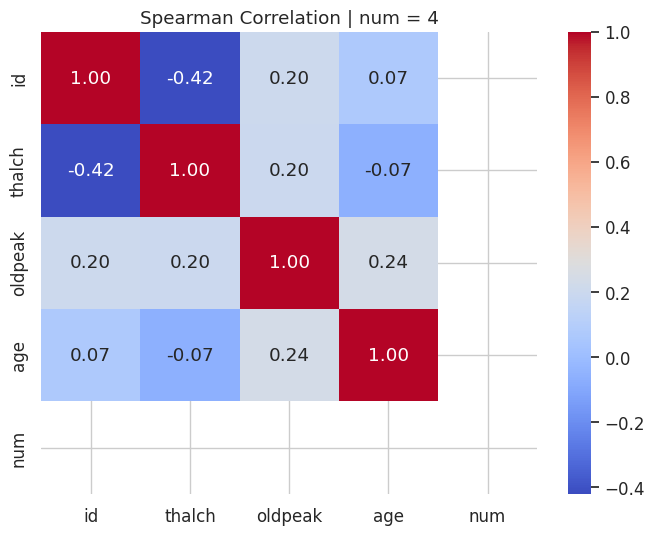 Spearman Correlation | num = 4
id 1.00 -0.42 0.20 0.07
thalch -0.42 1.00 0.20 -0.07
oldpeak 0.20 0.20 1.00 0.24
age 0.07 -0.07 0.24 1.00
num
id thalch oldpeak age num
1.0
0.8
0.6
0.4
0.2
0.0
−0.2
−0.4